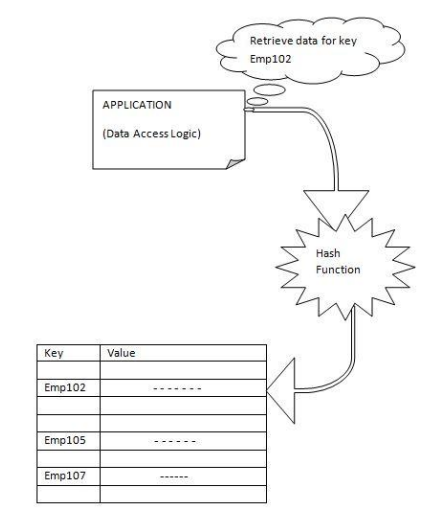 Retrieve data for key
Emp102
APPLICATION
(Data Access Logic)
Hash
Function
Key Value
Emp102 - - - - - - -
Emp105 - - - - - -
Emp107 ------